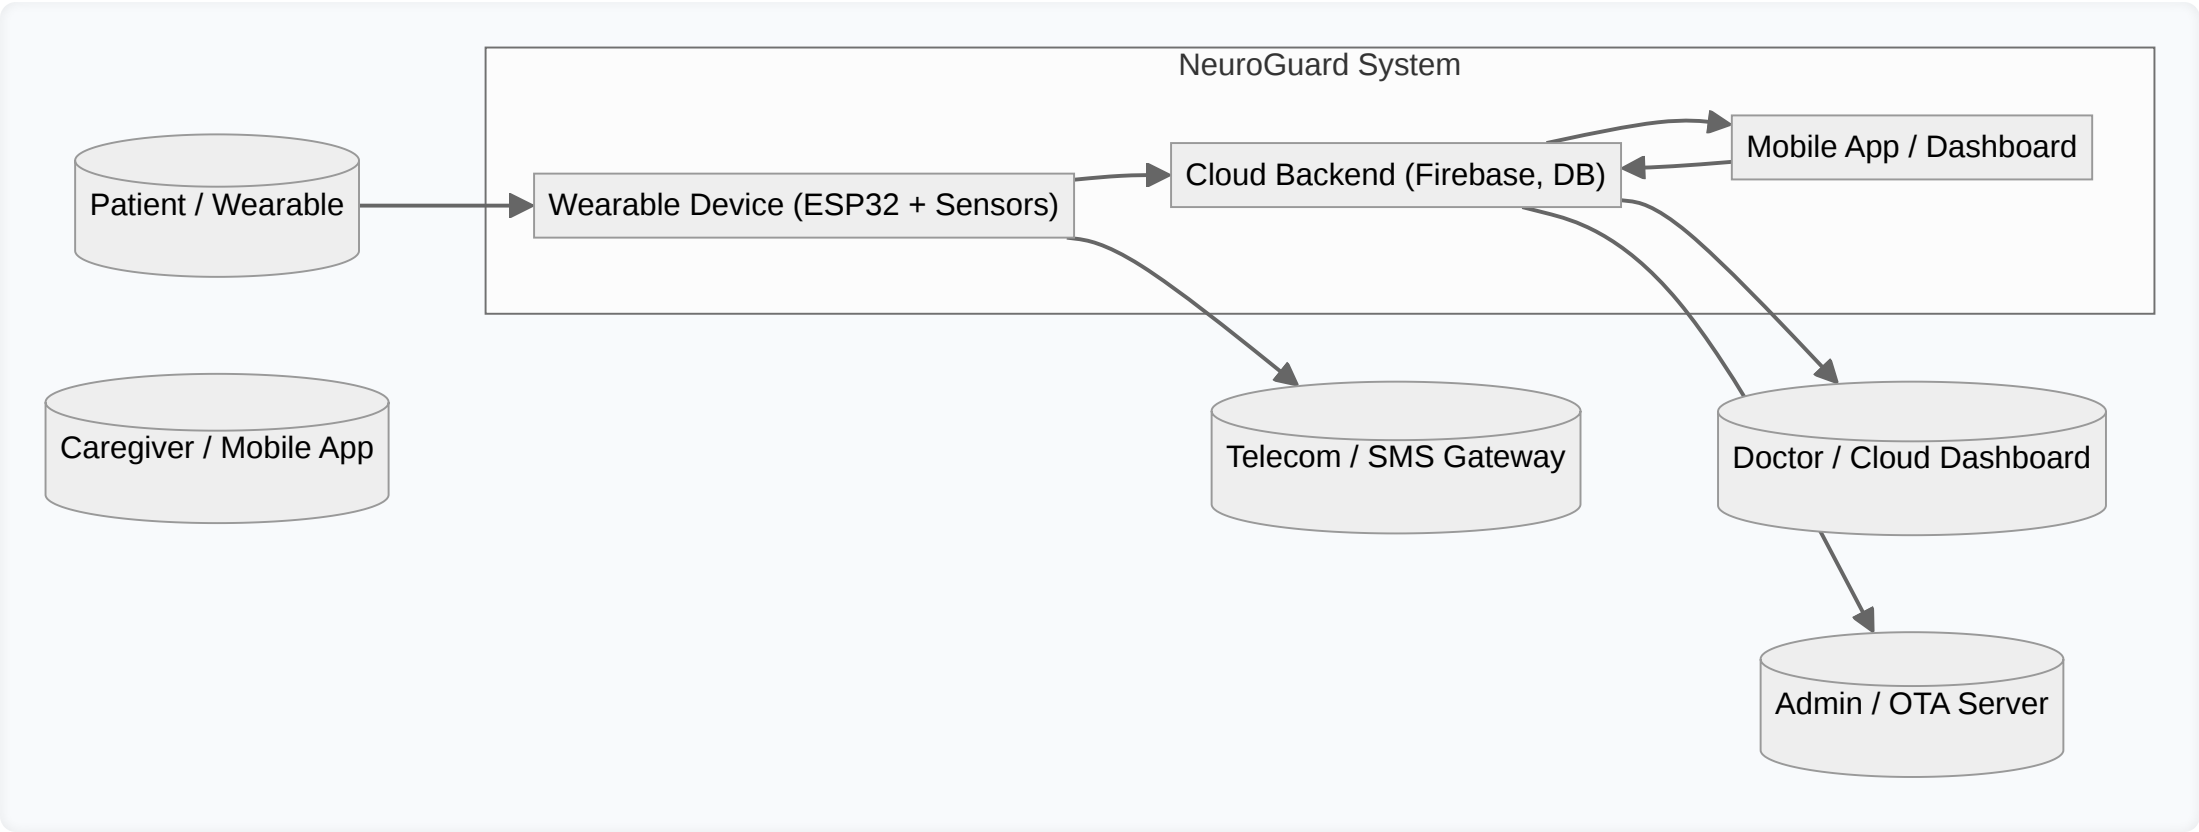 NeuroGuard System
Patient / Wearable
Wearable Device (ESP32 + Sensors)
Cloud Backend (Firebase, DB)
Mobile App / Dashboard
Caregiver / Mobile App
Telecom / SMS Gateway
Doctor / Cloud Dashboard
Admin / OTA Server